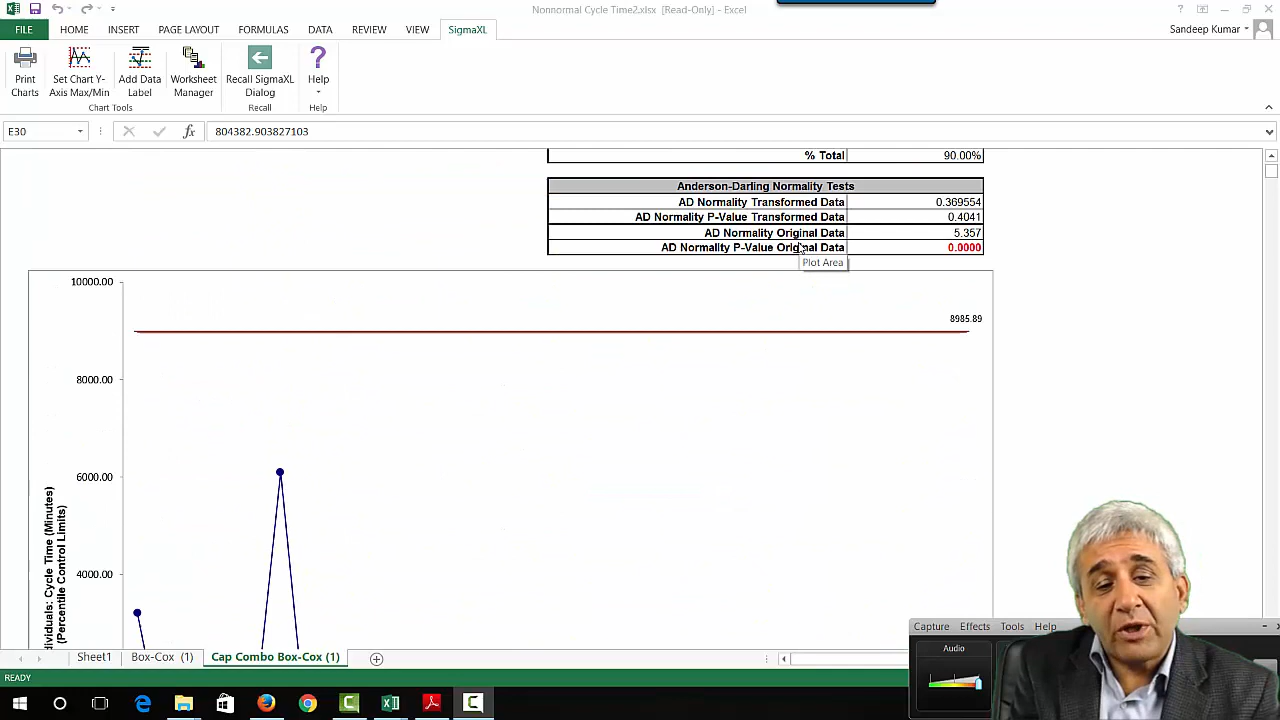 Nonnormal Cycle Time2.xlsx [Read-Only] - Excel
FILE HOME INSERT PAGE LAYOUT FORMULAS DATA REVIEW VIEW SigmaXL
Sandeep Kumar
Print Charts
Set Chart Y-Axis Max/Min
Add Data Label
Worksheet Manager
Recall SigmaXL Dialog
Help
Chart Tools
Recall
Help
E30
fx
804382.903827103
% Total 90.00%
Anderson-Darling Normality Tests
AD Normality Transformed Data 0.369554
AD Normality P-Value Transformed Data 0.4041
AD Normality Original Data 5.357
AD Normality P-Value Original Data 0.0000
Plot Area
10000.00
8985.89
8000.00
6000.00
4000.00
dividuals: Cycle Time (Minutes)
(Percentile Control Limits)
Capture Effects Tools Help
Audio
Sheet1 Box-Cox (1) Cap Combo Box-Cox (1)
READY